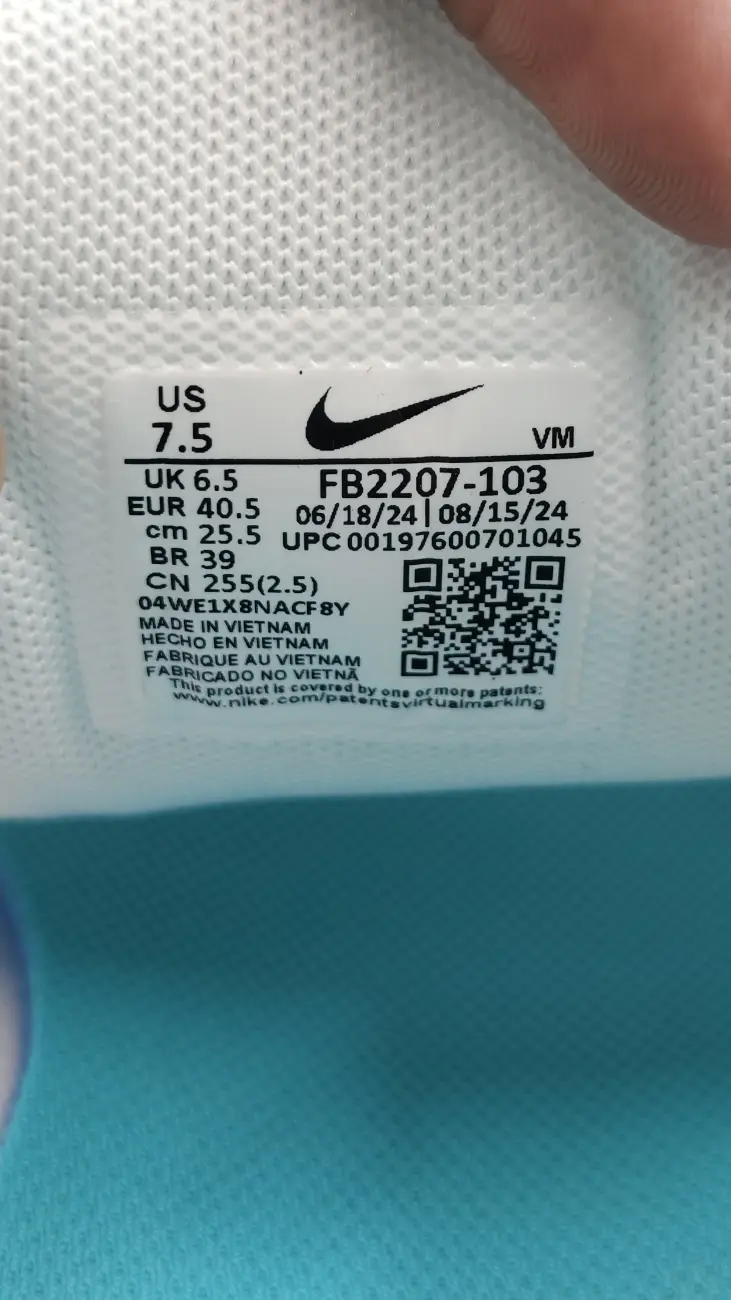 US
7.5
VM
UK 6.5
FB2207-103
EUR 40.5
06/18/24 | 08/15/24
cm 25.5
UPC 00197600701045
BR 39
CN 255(2.5)
04WE1X8NACF8Y
MADE IN VIETNAM
HECHO EN VIETNAM
FABRIQUE AU VIETNAM
FABRICADO NO VIETNÃ
This product is covered by one or more patents:
www.nike.com/patentsvirtualmarking